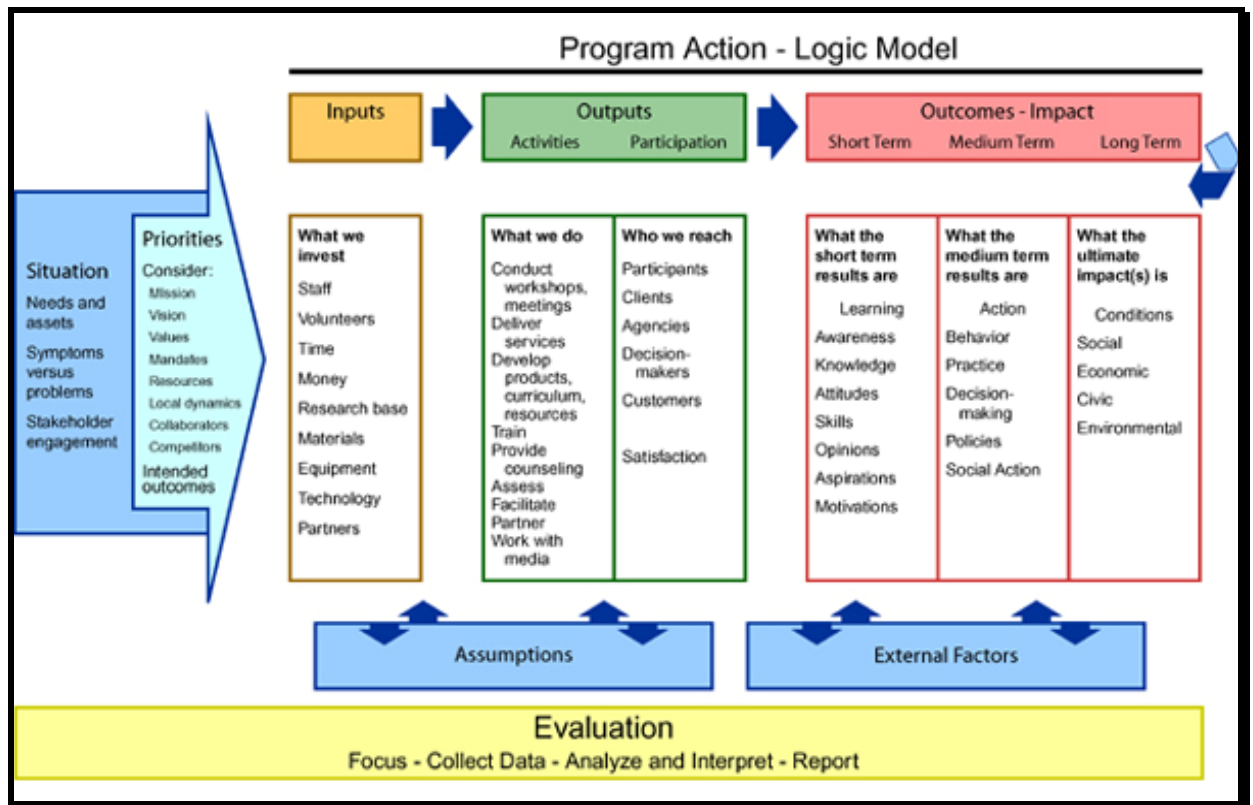 Program Action - Logic Model
Inputs
Outputs
Activities
Participation
Outcomes - Impact
Short Term
Medium Term
Long Term
Situation
Needs and
assets
Symptoms
versus
problems
Stakeholder
engagement
Priorities
Consider:
Mission
Vision
Values
Mandates
Resources
Local dynamics
Collaborators
Competitors
Intended
outcomes
What we
invest
Staff
Volunteers
Time
Money
Research base
Materials
Equipment
Technology
Partners
What we do
Conduct
workshops,
meetings
Deliver
services
Develop
products,
curriculum,
resources
Train
Provide
counseling
Assess
Facilitate
Partner
Work with
media
Who we reach
Participants
Clients
Agencies
Decision-
makers
Customers
Satisfaction
What the
short term
results are
Learning
Awareness
Knowledge
Attitudes
Skills
Opinions
Aspirations
Motivations
What the
medium term
results are
Action
Behavior
Practice
Decision-
making
Policies
Social Action
What the
ultimate
impact(s) is
Conditions
Social
Economic
Civic
Environmental
Assumptions
External Factors
Evaluation
Focus - Collect Data - Analyze and Interpret - Report